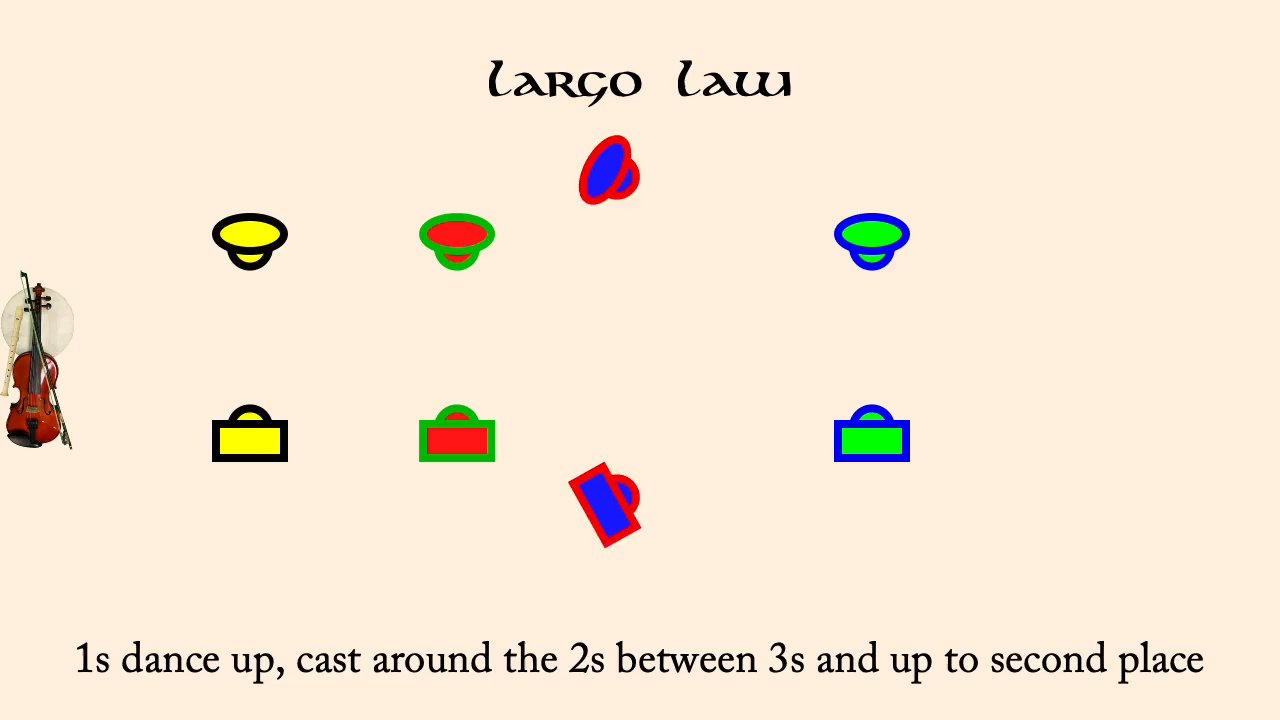 Largo Law
1s dance up, cast around the 2s between 3s and up to second place